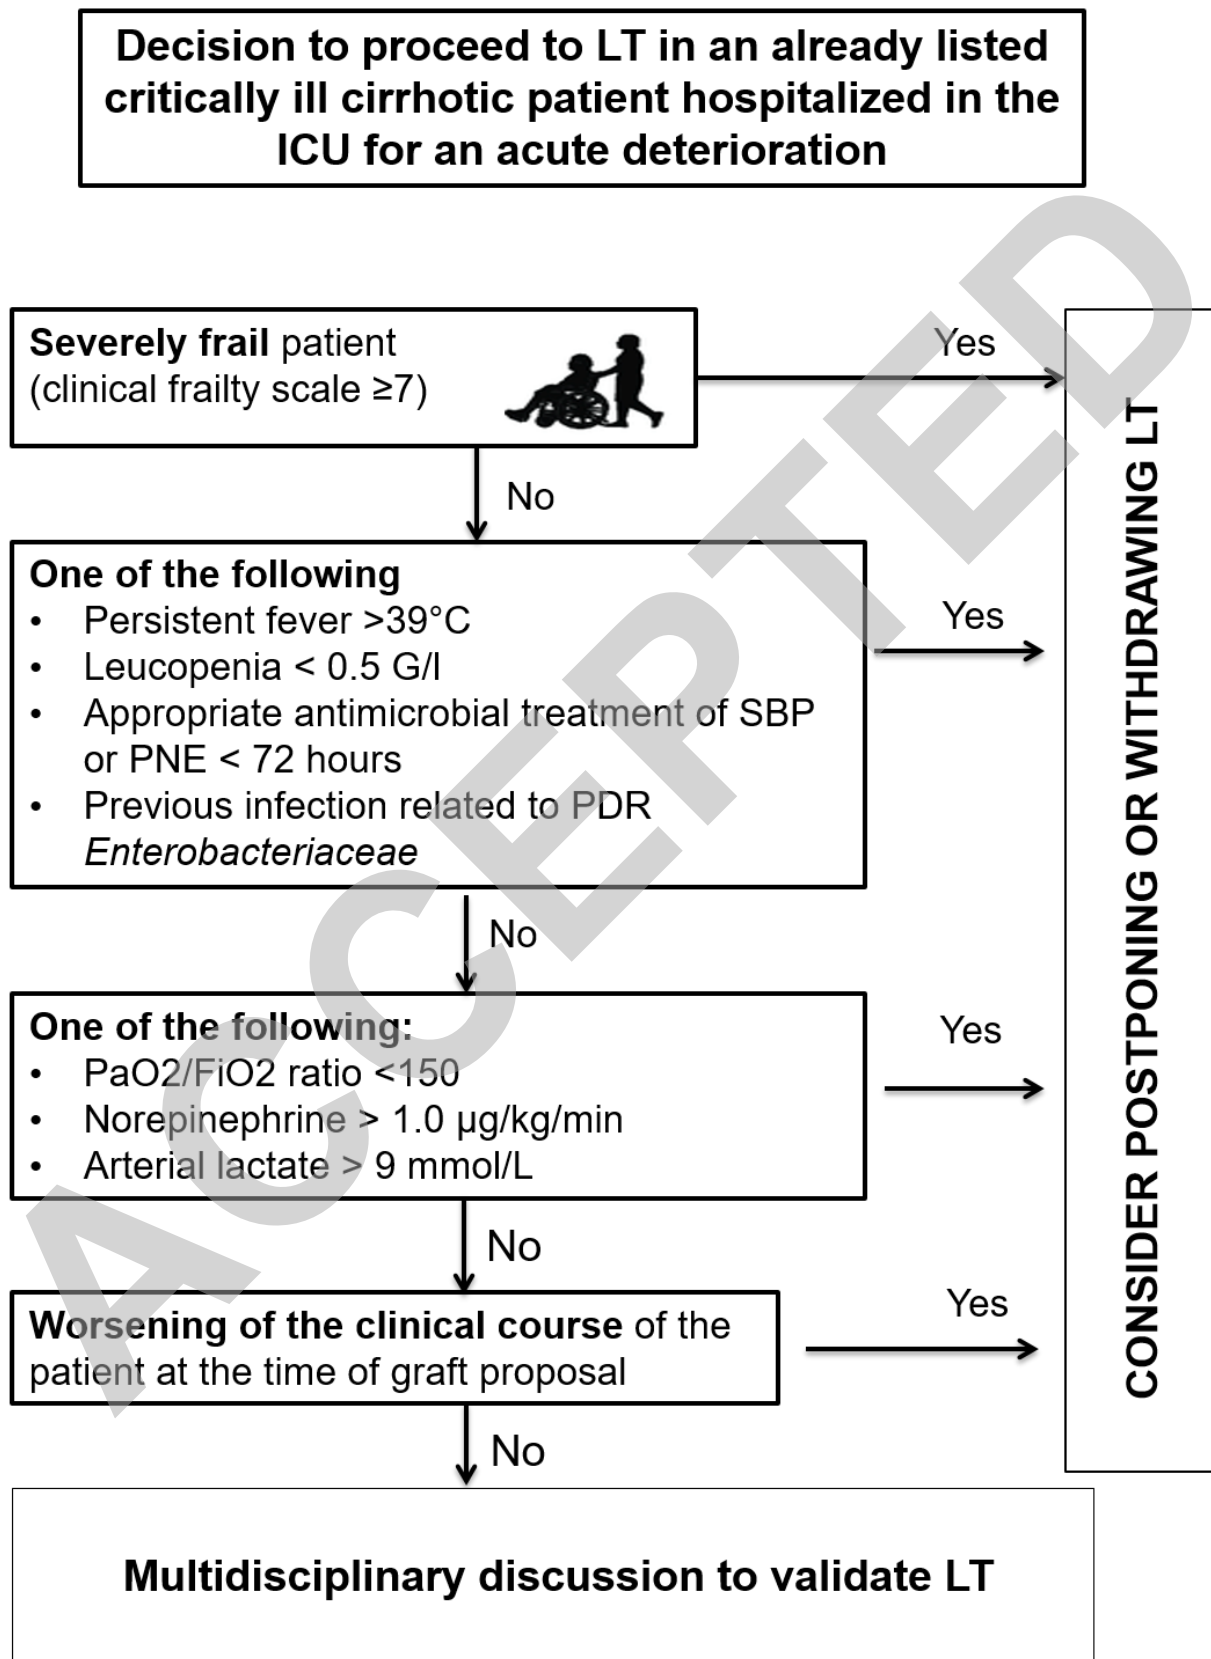 Decision to proceed to LT in an already listed
critically ill cirrhotic patient hospitalized in the
ICU for an acute deterioration
Severely frail patient
(clinical frailty scale ≥7)
Yes
No
One of the following
• Persistent fever >39°C
• Leucopenia < 0.5 G/l
• Appropriate antimicrobial treatment of SBP
or PNE < 72 hours
• Previous infection related to PDR
Enterobacteriaceae
Yes
No
One of the following:
• PaO2/FiO2 ratio <150
• Norepinephrine > 1.0 µg/kg/min
• Arterial lactate > 9 mmol/L
Yes
No
Worsening of the clinical course of the
patient at the time of graft proposal
Yes
No
Multidisciplinary discussion to validate LT
CONSIDER POSTPONING OR WITHDRAWING LT
ACCEPTED